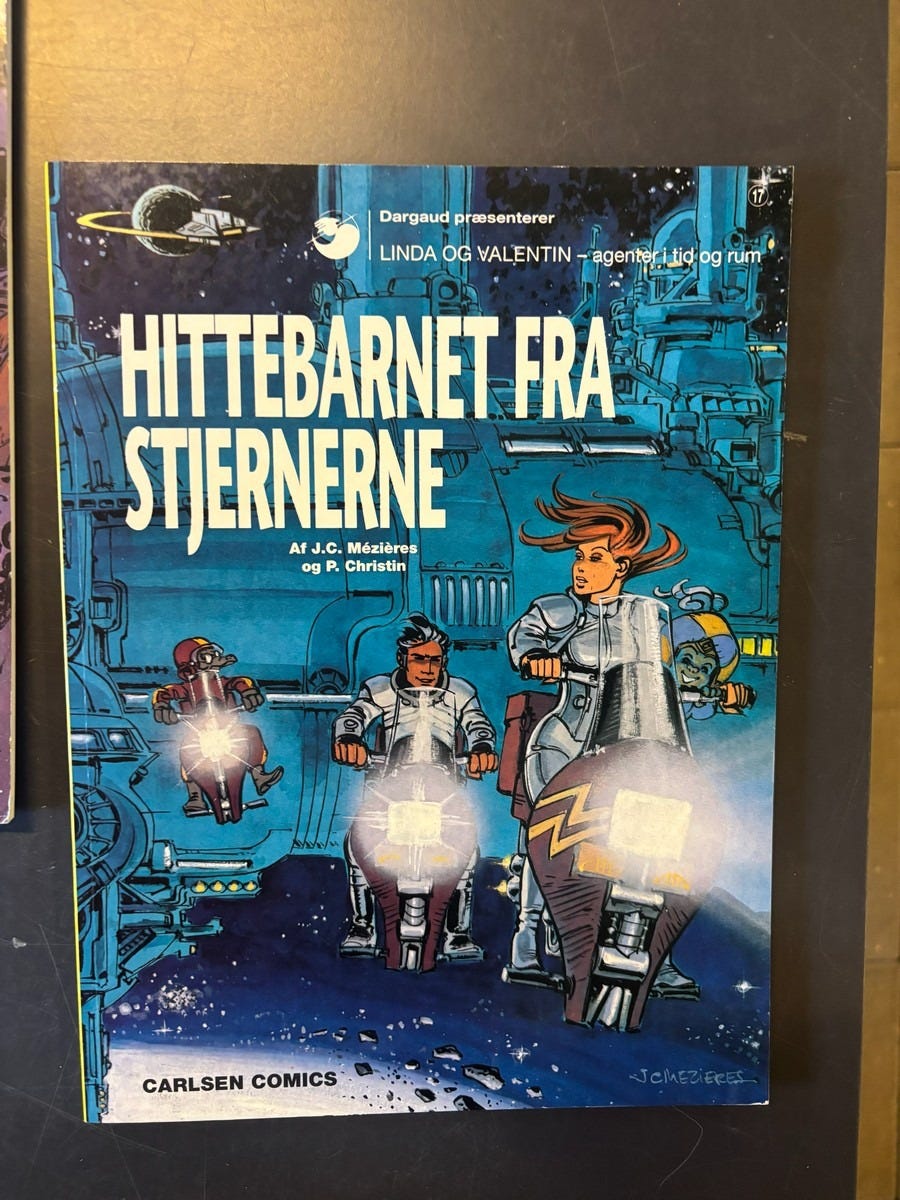 17
Dargaud præsenterer
LINDA OG VALENTIN – agenter i tid og rum
HITTEBARNET FRA
STJERNERNE
Af J.C. Mézières
og P. Christin
CARLSEN COMICS
JCMEZIERES